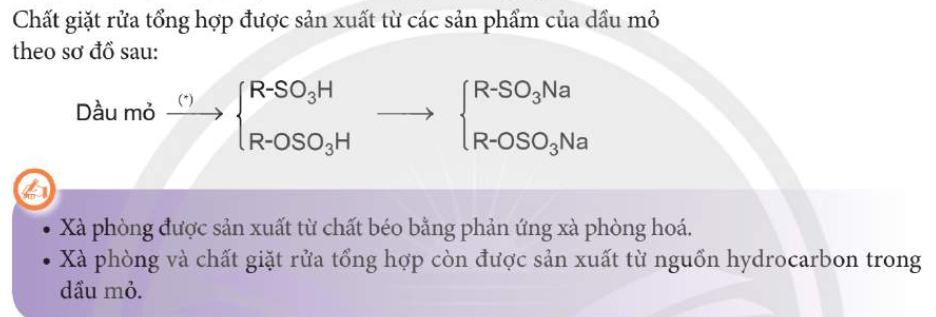 Chất giặt rửa tổng hợp được sản xuất từ các sản phẩm của dầu mỏ
theo sơ đồ sau:
Dầu mỏ (*)→ { R-SO₃H → { R-SO₃Na
R-OSO₃H R-OSO₃Na
• Xà phòng được sản xuất từ chất béo bằng phản ứng xà phòng hoá.
• Xà phòng và chất giặt rửa tổng hợp còn được sản xuất từ nguồn hydrocarbon trong
dầu mỏ.